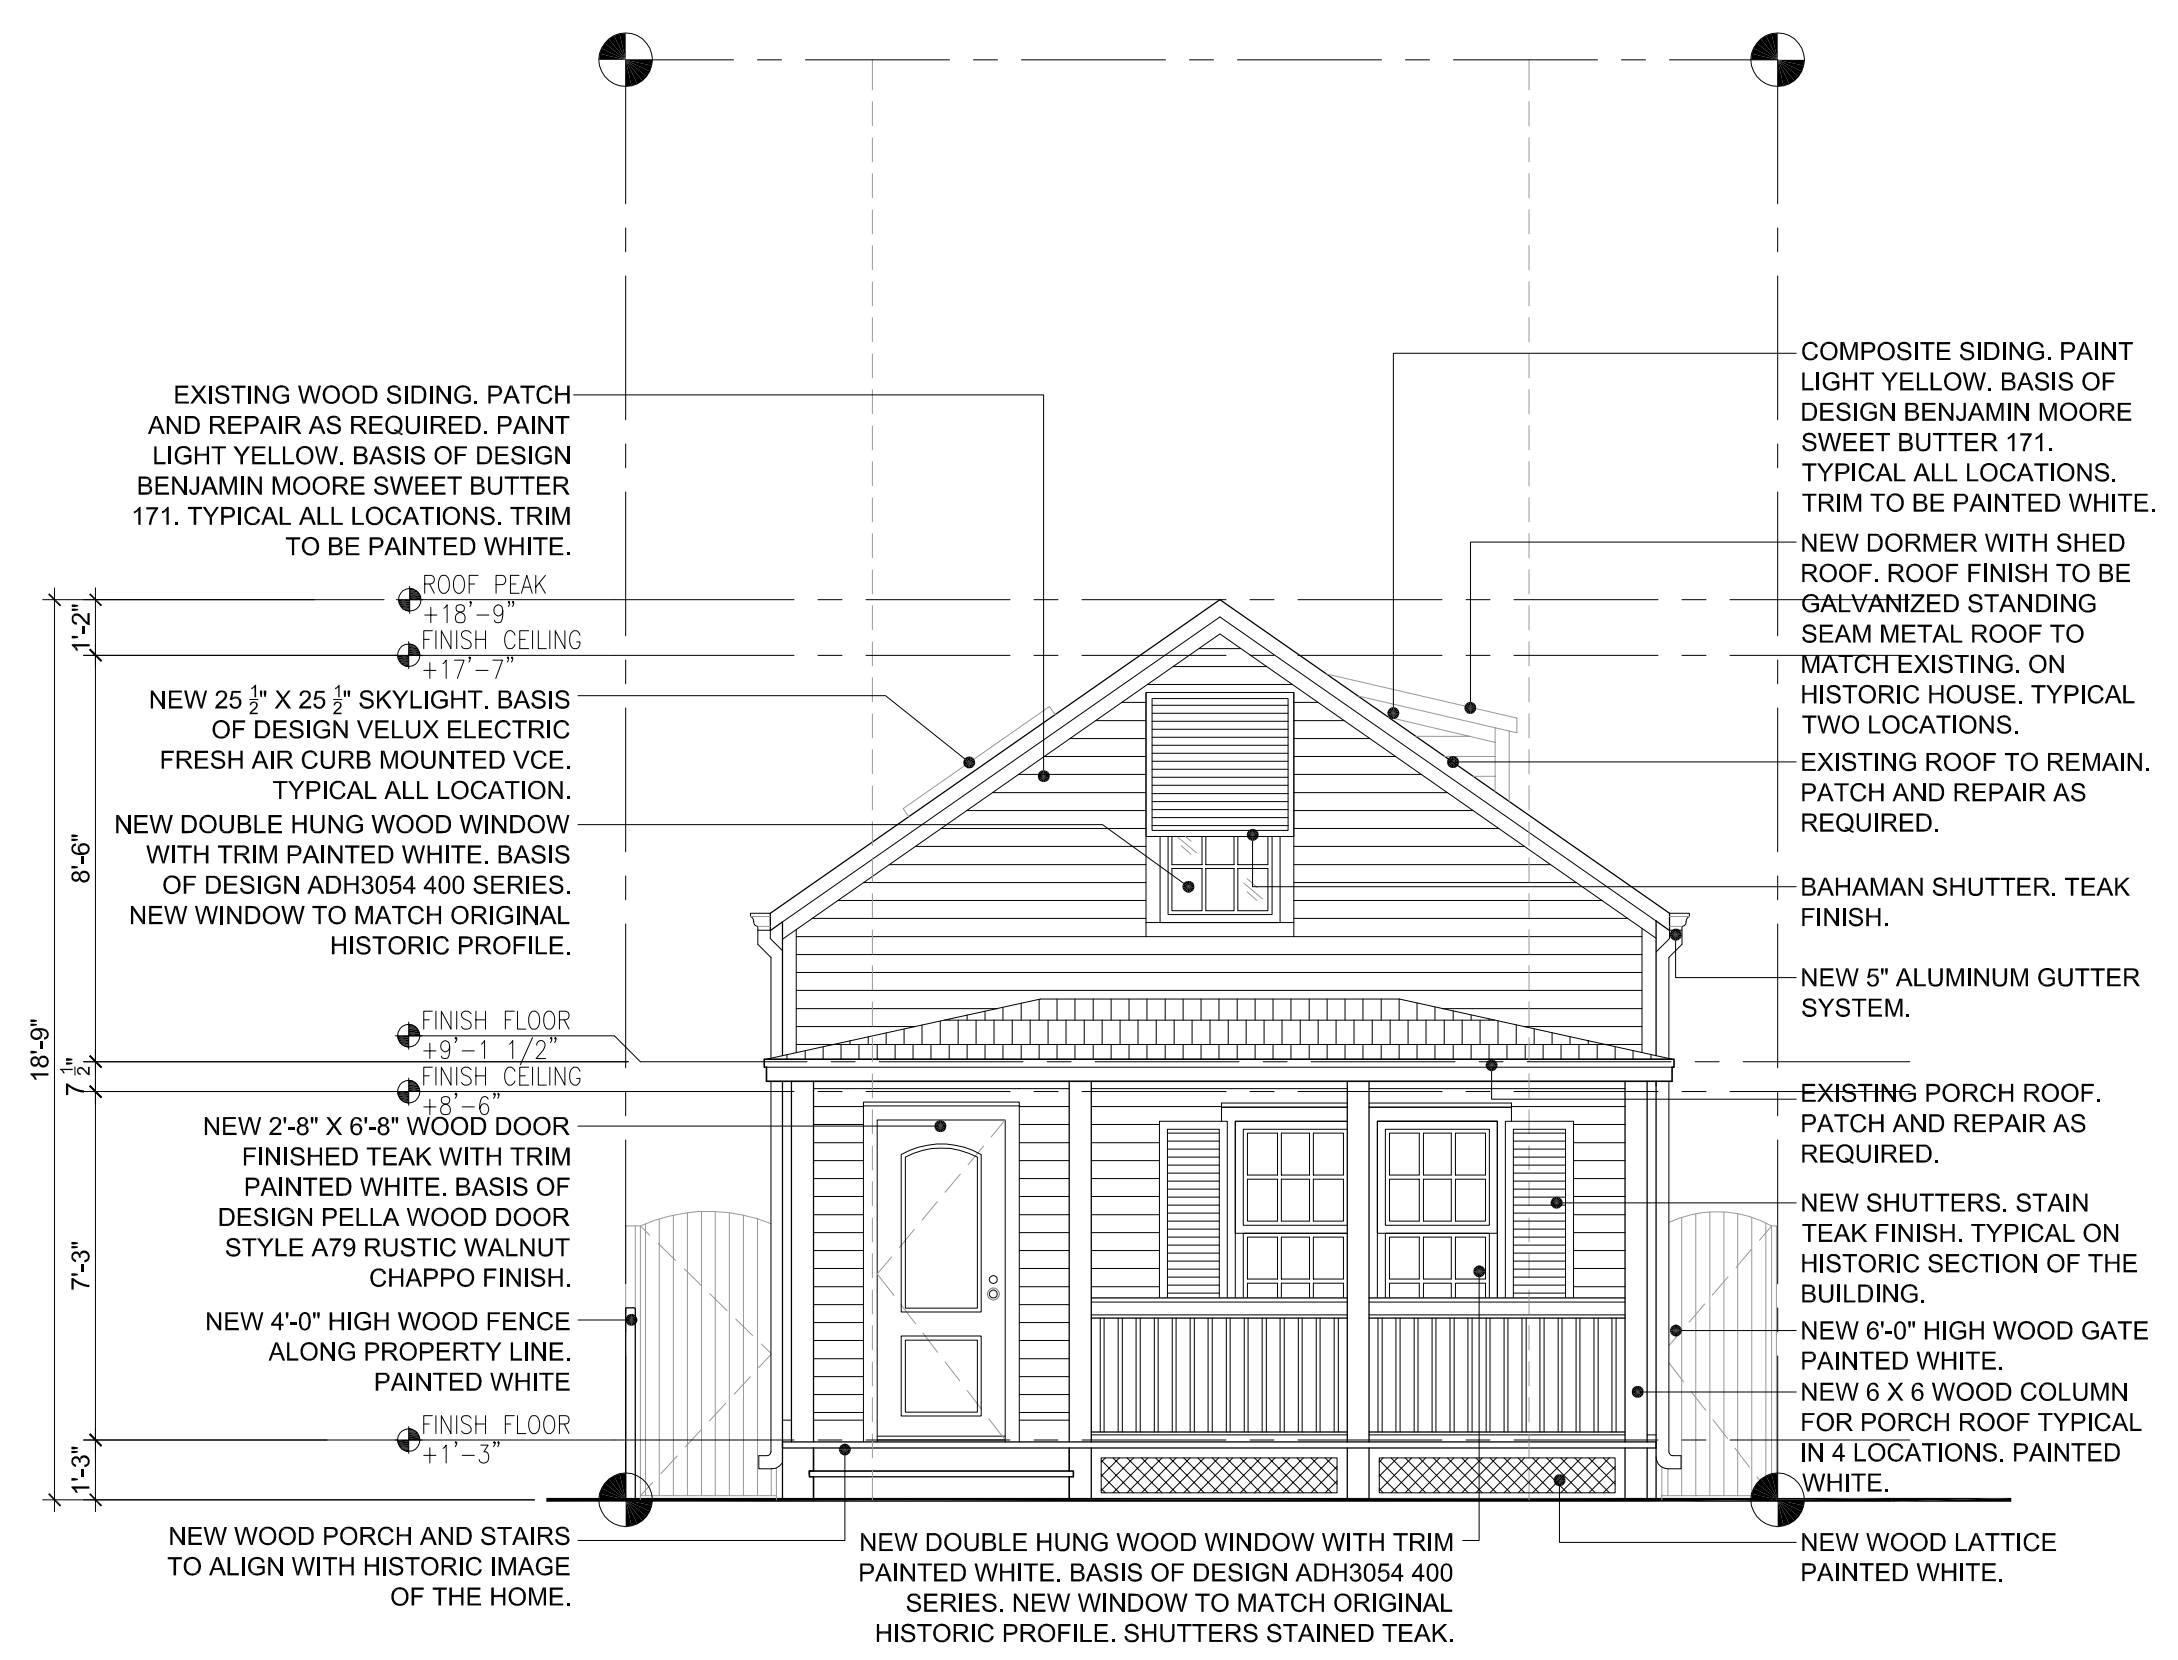 EXISTING WOOD SIDING. PATCH
AND REPAIR AS REQUIRED. PAINT
LIGHT YELLOW. BASIS OF DESIGN
BENJAMIN MOORE SWEET BUTTER
171. TYPICAL ALL LOCATIONS. TRIM
TO BE PAINTED WHITE.
ROOF PEAK
+18'-9"
FINISH CEILING
+17'-7"
NEW 25 1/2" X 25 1/2" SKYLIGHT. BASIS
OF DESIGN VELUX ELECTRIC
FRESH AIR CURB MOUNTED VCE.
TYPICAL ALL LOCATION.
NEW DOUBLE HUNG WOOD WINDOW
WITH TRIM PAINTED WHITE. BASIS
OF DESIGN ADH3054 400 SERIES.
NEW WINDOW TO MATCH ORIGINAL
HISTORIC PROFILE.
FINISH FLOOR
+9'-1 1/2"
FINISH CEILING
+8'-6"
NEW 2'-8" X 6'-8" WOOD DOOR
FINISHED TEAK WITH TRIM
PAINTED WHITE. BASIS OF
DESIGN PELLA WOOD DOOR
STYLE A79 RUSTIC WALNUT
CHAPPO FINISH.
NEW 4'-0" HIGH WOOD FENCE
ALONG PROPERTY LINE.
PAINTED WHITE
FINISH FLOOR
+1'-3"
NEW WOOD PORCH AND STAIRS
TO ALIGN WITH HISTORIC IMAGE
OF THE HOME.
18'-9"
1'-2"
8'-6"
7 1/2"
7'-3"
1'-3"
NEW DOUBLE HUNG WOOD WINDOW WITH TRIM
PAINTED WHITE. BASIS OF DESIGN ADH3054 400
SERIES. NEW WINDOW TO MATCH ORIGINAL
HISTORIC PROFILE. SHUTTERS STAINED TEAK.
COMPOSITE SIDING. PAINT
LIGHT YELLOW. BASIS OF
DESIGN BENJAMIN MOORE
SWEET BUTTER 171.
TYPICAL ALL LOCATIONS.
TRIM TO BE PAINTED WHITE.
NEW DORMER WITH SHED
ROOF. ROOF FINISH TO BE
GALVANIZED STANDING
SEAM METAL ROOF TO
MATCH EXISTING. ON
HISTORIC HOUSE. TYPICAL
TWO LOCATIONS.
EXISTING ROOF TO REMAIN.
PATCH AND REPAIR AS
REQUIRED.
BAHAMAN SHUTTER. TEAK
FINISH.
NEW 5" ALUMINUM GUTTER
SYSTEM.
EXISTING PORCH ROOF.
PATCH AND REPAIR AS
REQUIRED.
NEW SHUTTERS. STAIN
TEAK FINISH. TYPICAL ON
HISTORIC SECTION OF THE
BUILDING.
NEW 6'-0" HIGH WOOD GATE
PAINTED WHITE.
NEW 6 X 6 WOOD COLUMN
FOR PORCH ROOF TYPICAL
IN 4 LOCATIONS. PAINTED
WHITE.
NEW WOOD LATTICE
PAINTED WHITE.